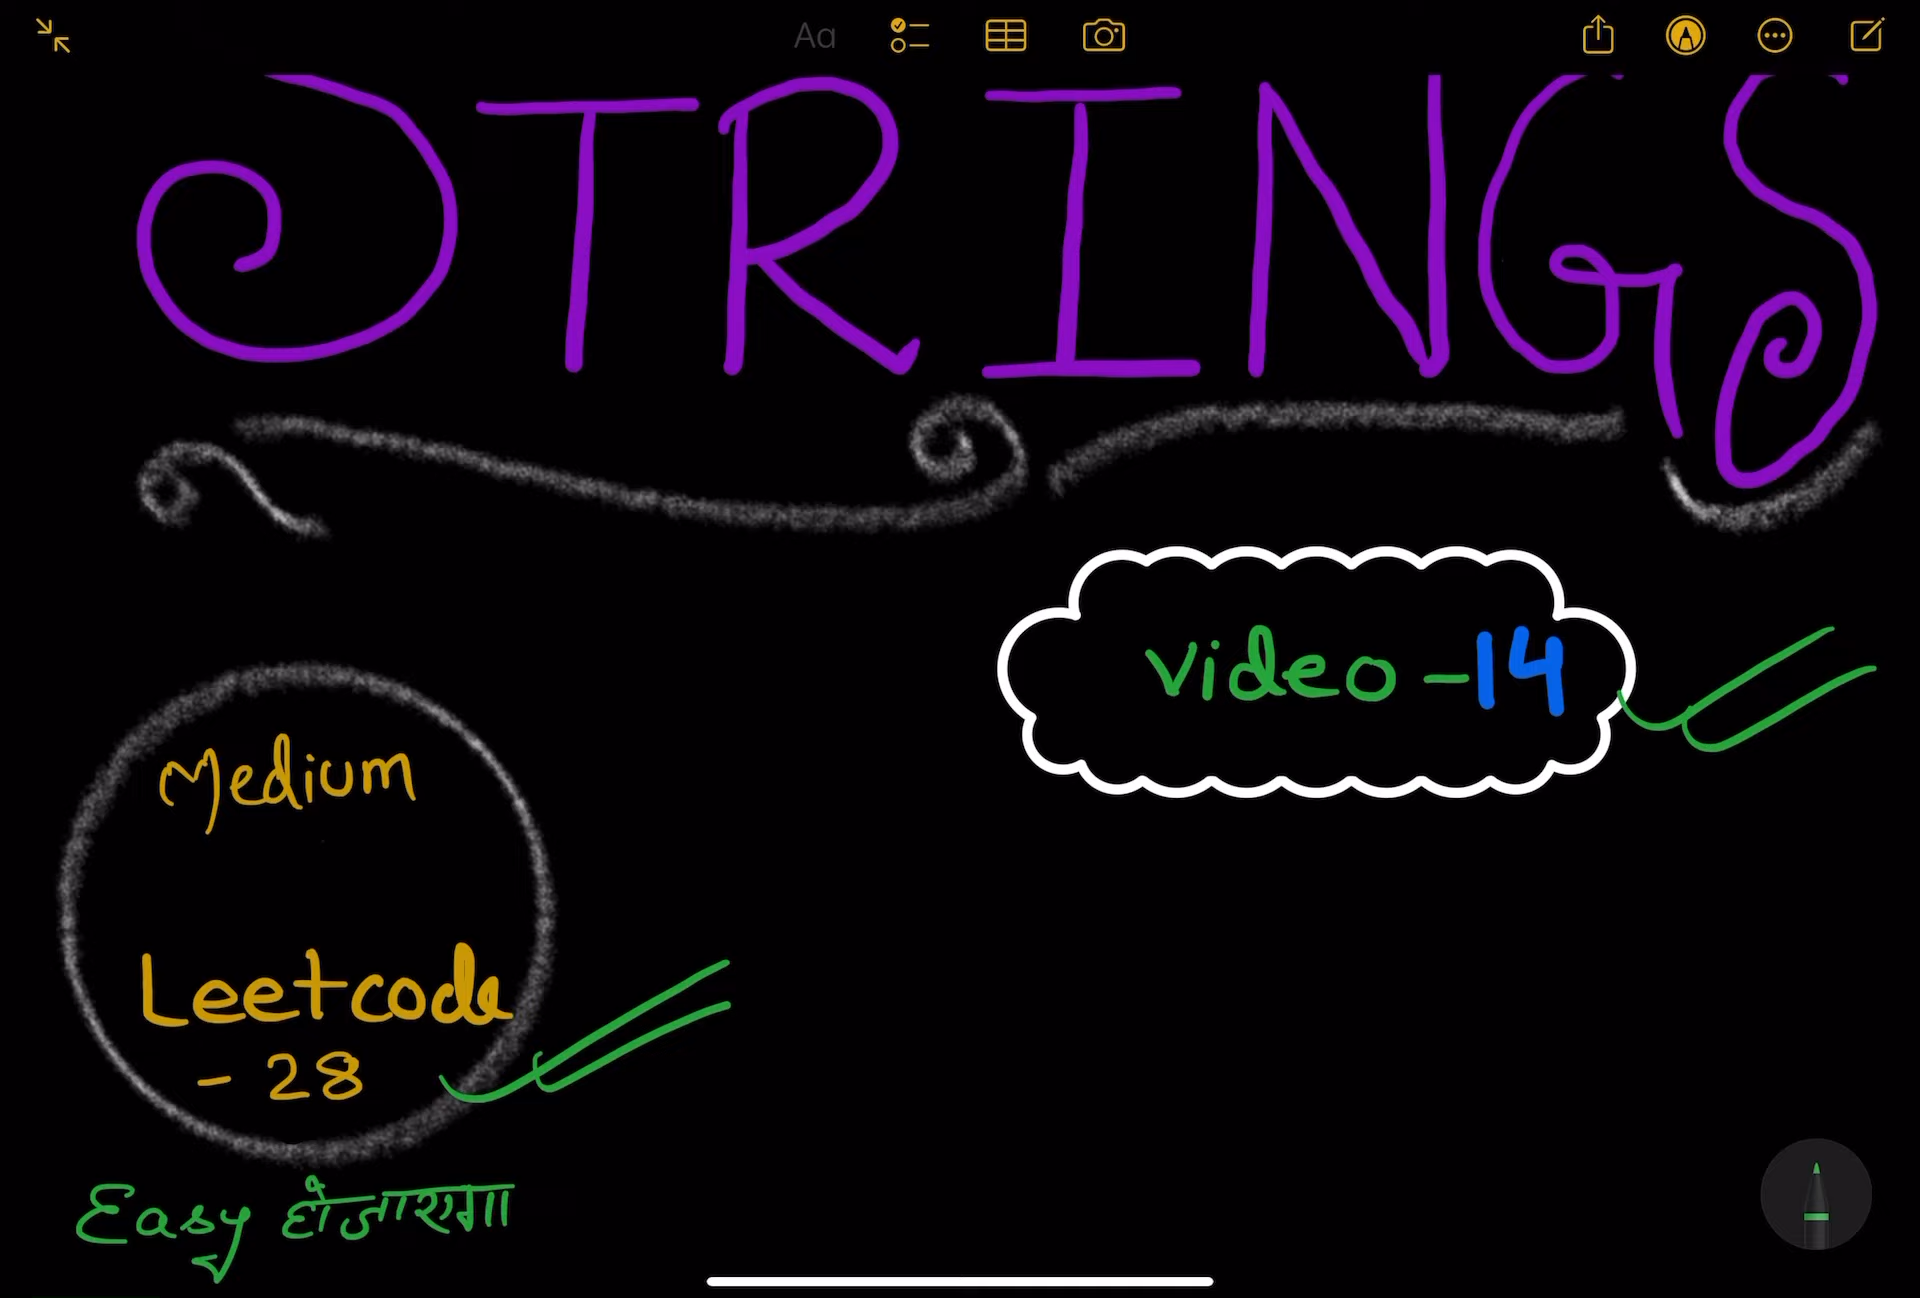 Aa
STRINGS
video - 14
Medium
Leetcode
- 28
Easy होजाएगा